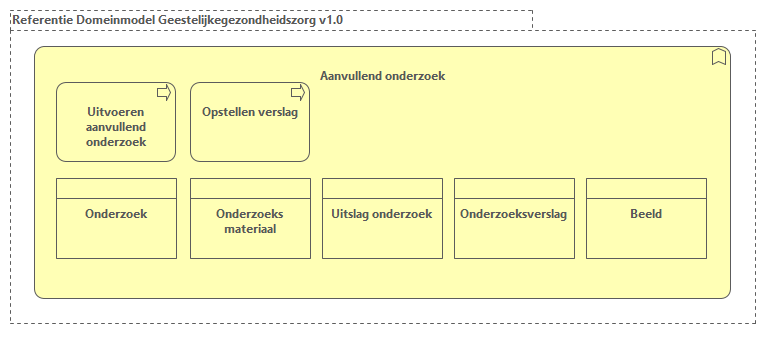 Referentie Domeinmodel Geestelijkegezondheidszorg v1.0
Aanvullend onderzoek
Uitvoeren
aanvullend
onderzoek
Opstellen verslag
Onderzoek
Onderzoeks
materiaal
Uitslag onderzoek
Onderzoeksverslag
Beeld